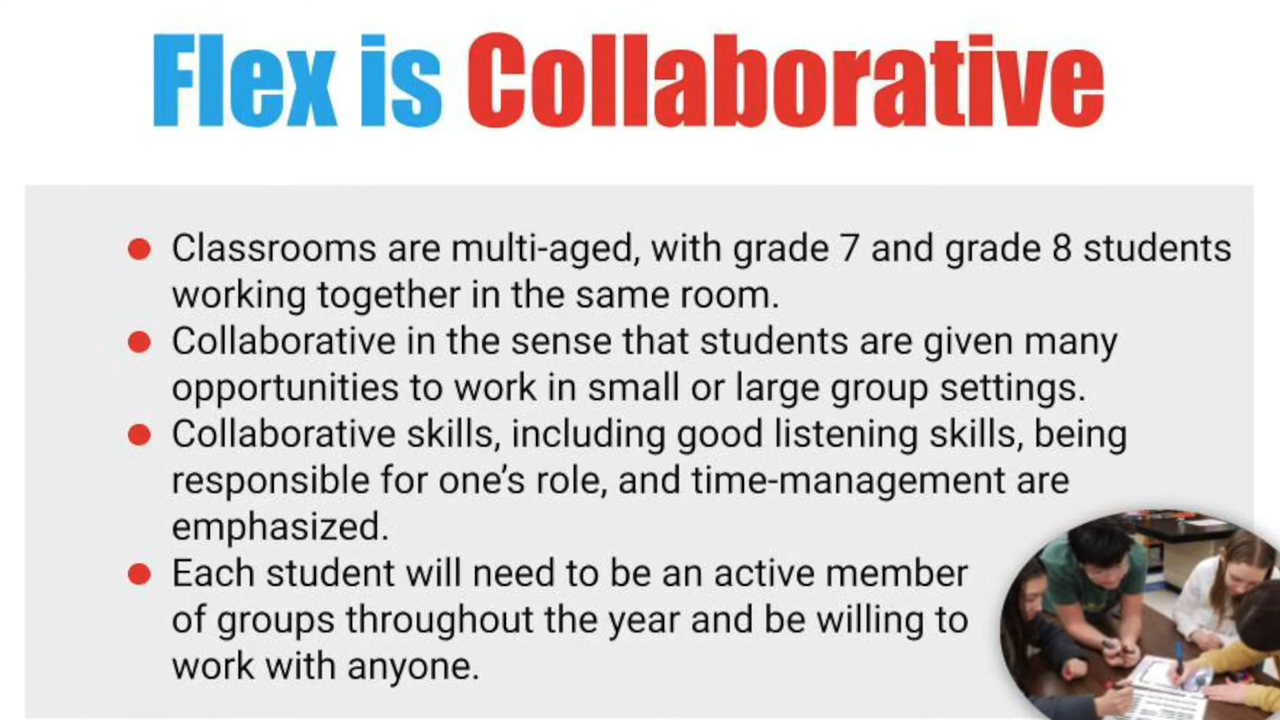 Flex is Collaborative
Classrooms are multi-aged, with grade 7 and grade 8 students
working together in the same room.
Collaborative in the sense that students are given many
opportunities to work in small or large group settings.
Collaborative skills, including good listening skills, being
responsible for one’s role, and time-management are
emphasized.
Each student will need to be an active member
of groups throughout the year and be willing to
work with anyone.